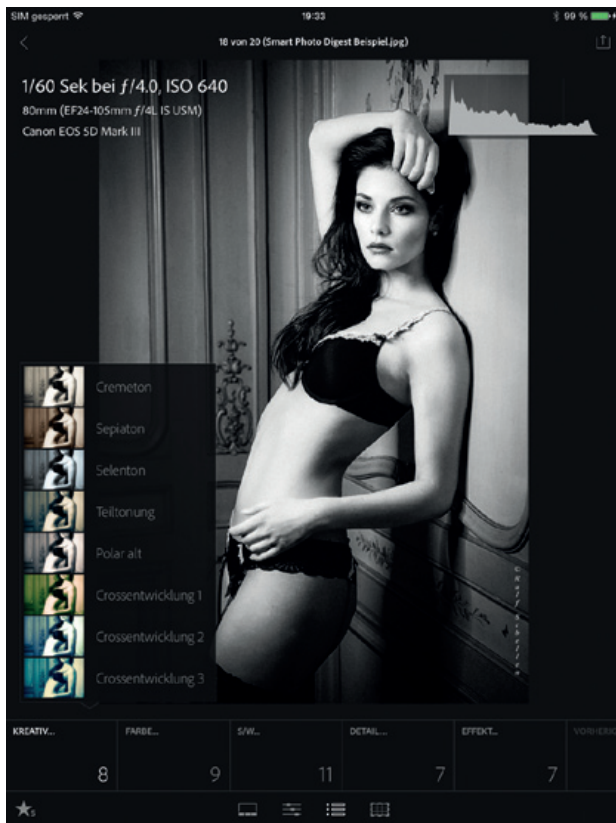 SIM gesperrt 19:33 99 %
18 von 20 (Smart Photo Digest Beispiel.jpg)
1/60 Sek bei ƒ/4.0, ISO 640
80mm (EF24-105mm ƒ/4L IS USM)
Canon EOS 5D Mark III
Cremeton
Sepiaton
Selenton
Teiltonung
Polar alt
Crossentwicklung 1
Crossentwicklung 2
Crossentwicklung 3
KREATIV... FARBE... S/W... DETAIL... EFFEKT...
8 9 11 7 7
5